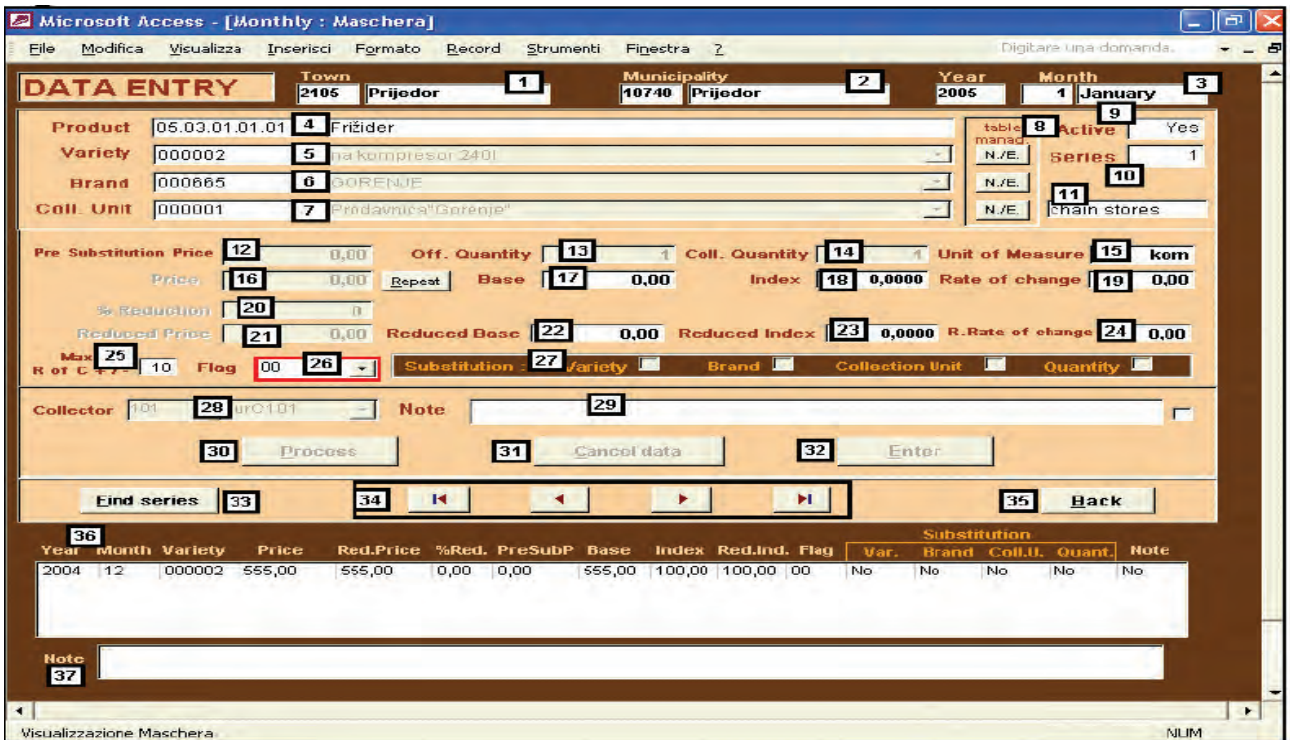 Microsoft Access - [Monthly : Maschera]
File Modifica Visualizza Inserisci Formato Record Strumenti Finestra ? Digitare una domanda.
Town Municipality Year Month
DATA ENTRY 2105 Prijedor 1 10740 Prijedor 2 2005 1 January 3
Product 05.03.01.01.01 4 Frižider table manag. 8 Active 9 Yes
Variety 000002 5 na kompresor 240l N./E. Series 1
Brand 000665 6 GORENJE N./E. 10
Coll. Unit 000001 7 Prodavnica"Gorenje" N./E. 11 chain stores
Pre Substitution Price 12 0,00 Off. Quantity 13 1 Coll. Quantity 14 1 Unit of Measure 15 kom
Price 16 0,00 Repeat Base 17 0,00 Index 18 0,0000 Rate of change 19 0,00
% Reduction 20 0
Reduced Price 21 0,00 Reduced Base 22 0,00 Reduced Index 23 0,0000 R.Rate of change 24 0,00
Max 25
R of C + / - 10 Flag 00 26 Substitution : 27 Variety Brand Collection Unit Quantity
Collector 101 28 urO101 Note 29
30 Process 31 Cancel data 32 Enter
Find series 33 34 35 Back
36 Substitution
Year Month Variety Price Red.Price %Red. PreSubP Base Index Red.Ind. Flag Var. Brand Coll.U. Quant. Note
2004 12 000002 555,00 555,00 0,00 0,00 555,00 100,00 100,00 00 No No No No No
Note
37
Visualizzazione Maschera NUM